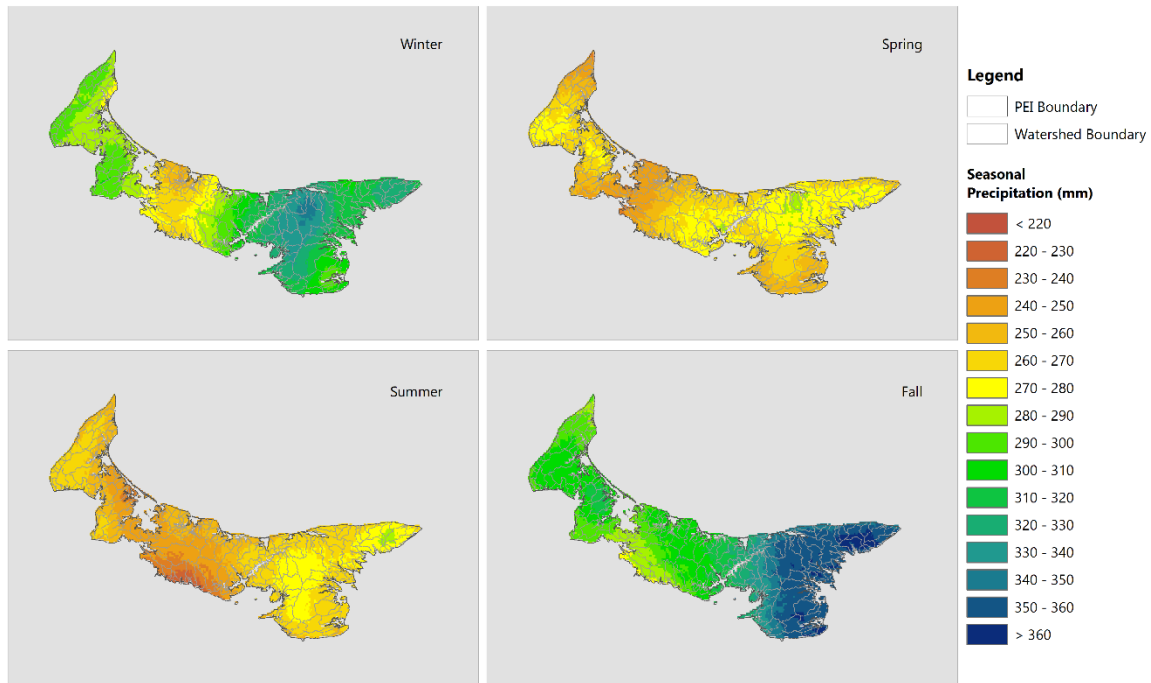 Winter
Spring
Summer
Fall
Legend
PEI Boundary
Watershed Boundary
Seasonal
Precipitation (mm)
< 220
220 - 230
230 - 240
240 - 250
250 - 260
260 - 270
270 - 280
280 - 290
290 - 300
300 - 310
310 - 320
320 - 330
330 - 340
340 - 350
350 - 360
> 360